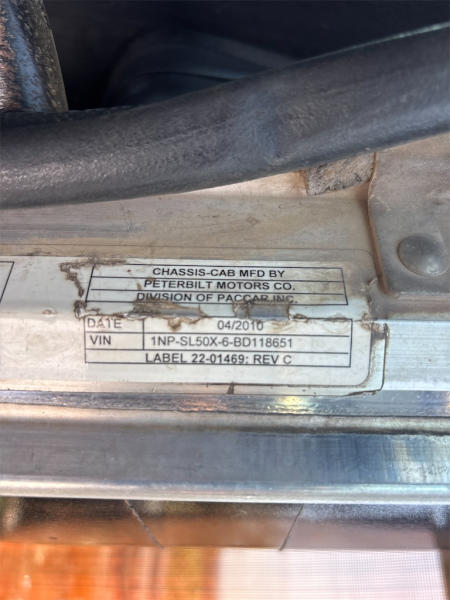 CHASSIS-CAB MFD BY
PETERBILT MOTORS CO.
DIVISION OF PACCAR INC.
DATE 04/2010
VIN 1NP-SL50X-6-BD118651
LABEL 22-01469: REV C